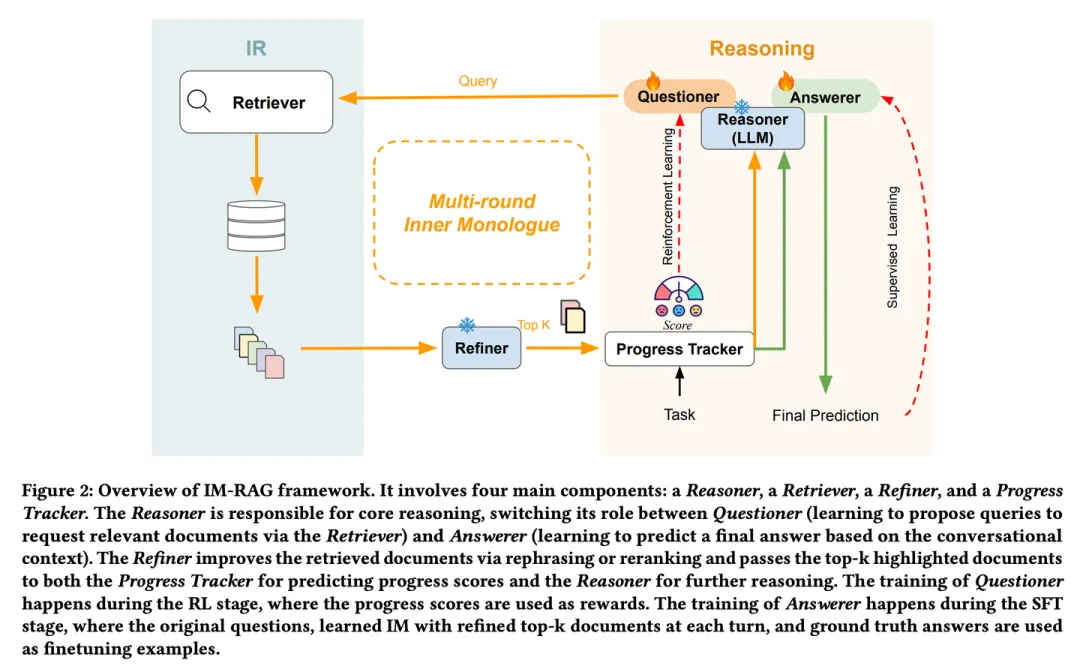 IR
Reasoning
Query
Retriever
Questioner
Answerer
Reasoner
(LLM)
Multi-round
Inner Monologue
Reinforcement Learning
Supervised Learning
Score
Top K
Refiner
Progress Tracker
Task
Final Prediction
Figure 2: Overview of IM-RAG framework. It involves four main components: a Reasoner, a Retriever, a Refiner, and a Progress
Tracker. The Reasoner is responsible for core reasoning, switching its role between Questioner (learning to propose queries to
request relevant documents via the Retriever) and Answerer (learning to predict a final answer based on the conversational
context). The Refiner improves the retrieved documents via rephrasing or reranking and passes the top-k highlighted documents
to both the Progress Tracker for predicting progress scores and the Reasoner for further reasoning. The training of Questioner
happens during the RL stage, where the progress scores are used as rewards. The training of Answerer happens during the SFT
stage, where the original questions, learned IM with refined top-k documents at each turn, and ground truth answers are used
as finetuning examples.